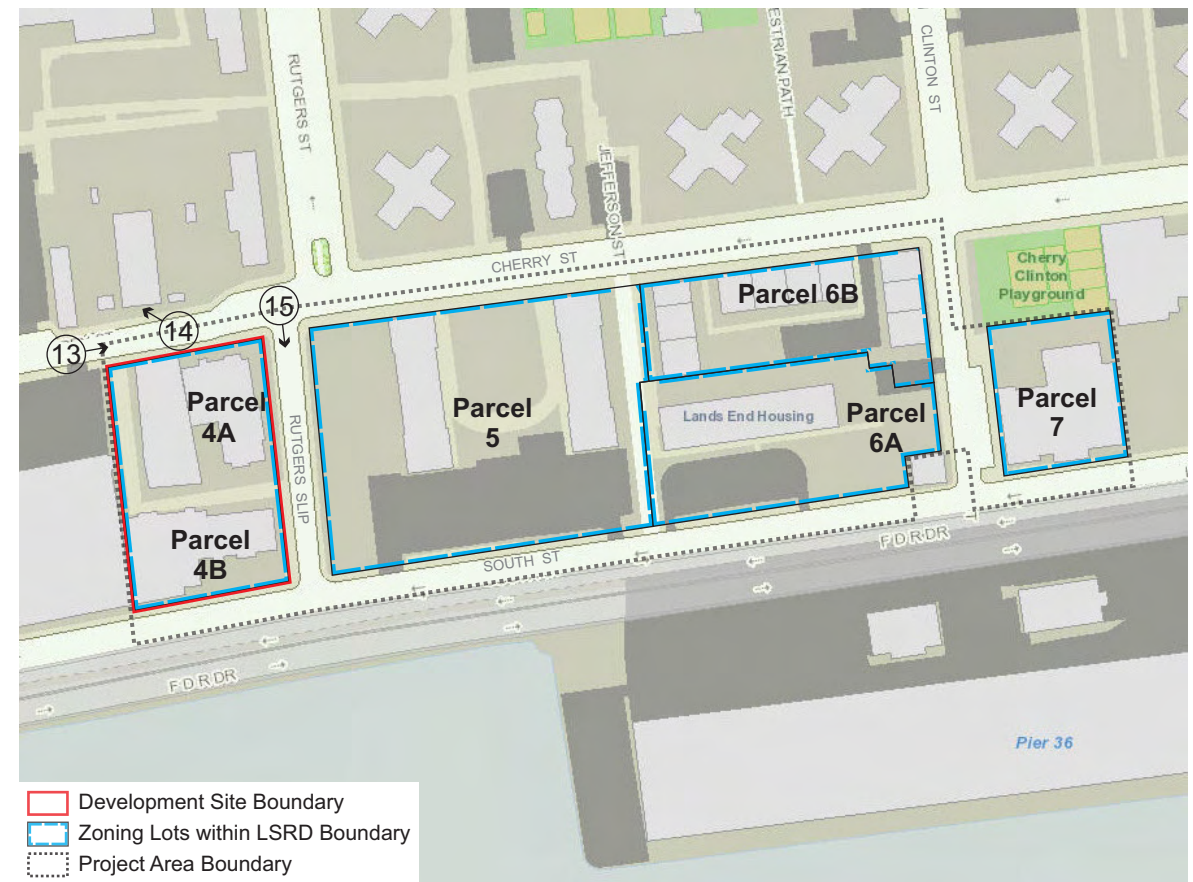 RUTGERS ST
ESTRIAN PATH
CLINTON ST
JEFFERSON ST
CHERRY ST
Cherry
Clinton
Playground
15
14
13
Parcel 6B
Parcel
4A
Parcel
5
Lands End Housing
Parcel
6A
Parcel
7
RUTGERS SLIP
Parcel
4B
SOUTH ST
F D R DR
F D R DR
Pier 36
Development Site Boundary
Zoning Lots within LSRD Boundary
Project Area Boundary